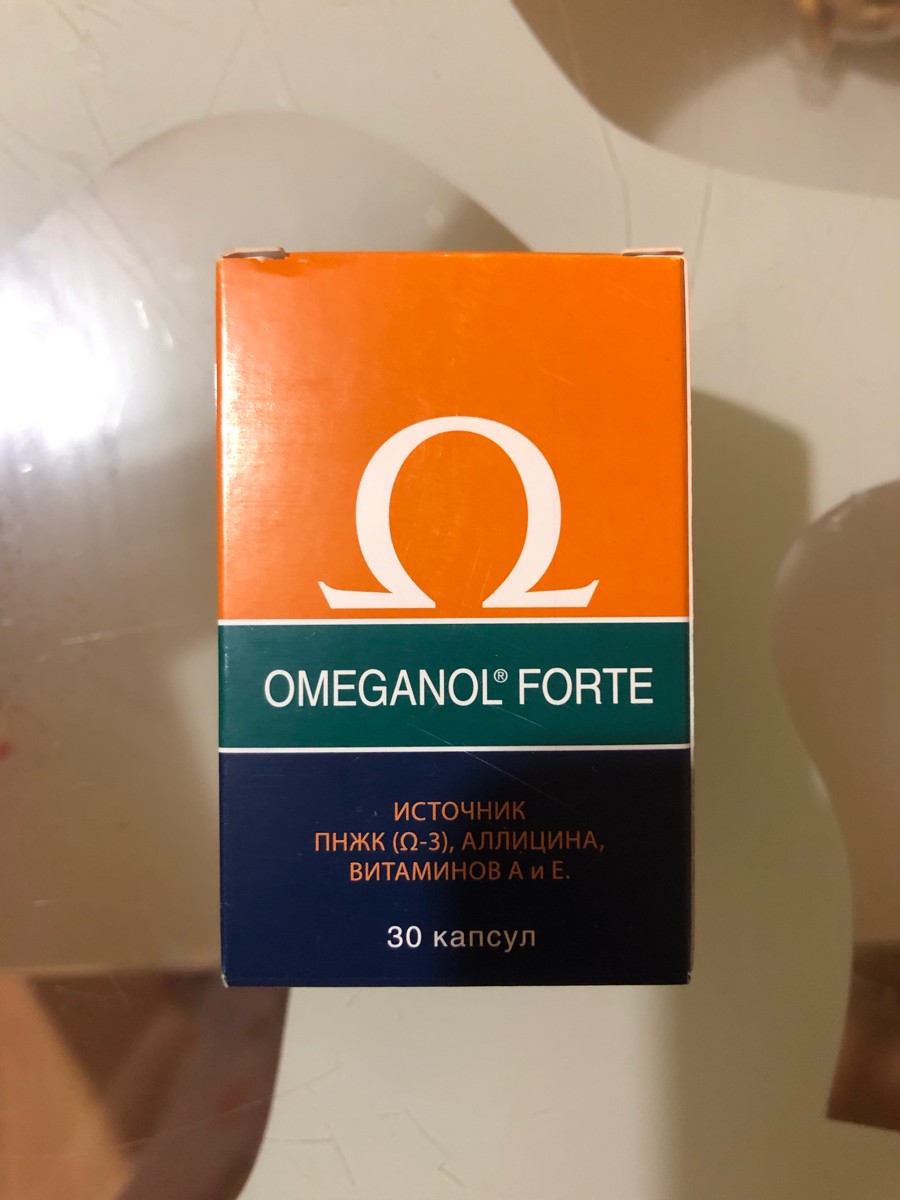 Ω
OMEGANOL® FORTE
ИСТОЧНИК
ПНЖК (Ω-3), АЛЛИЦИНА,
ВИТАМИНОВ А и Е.
30 капсул